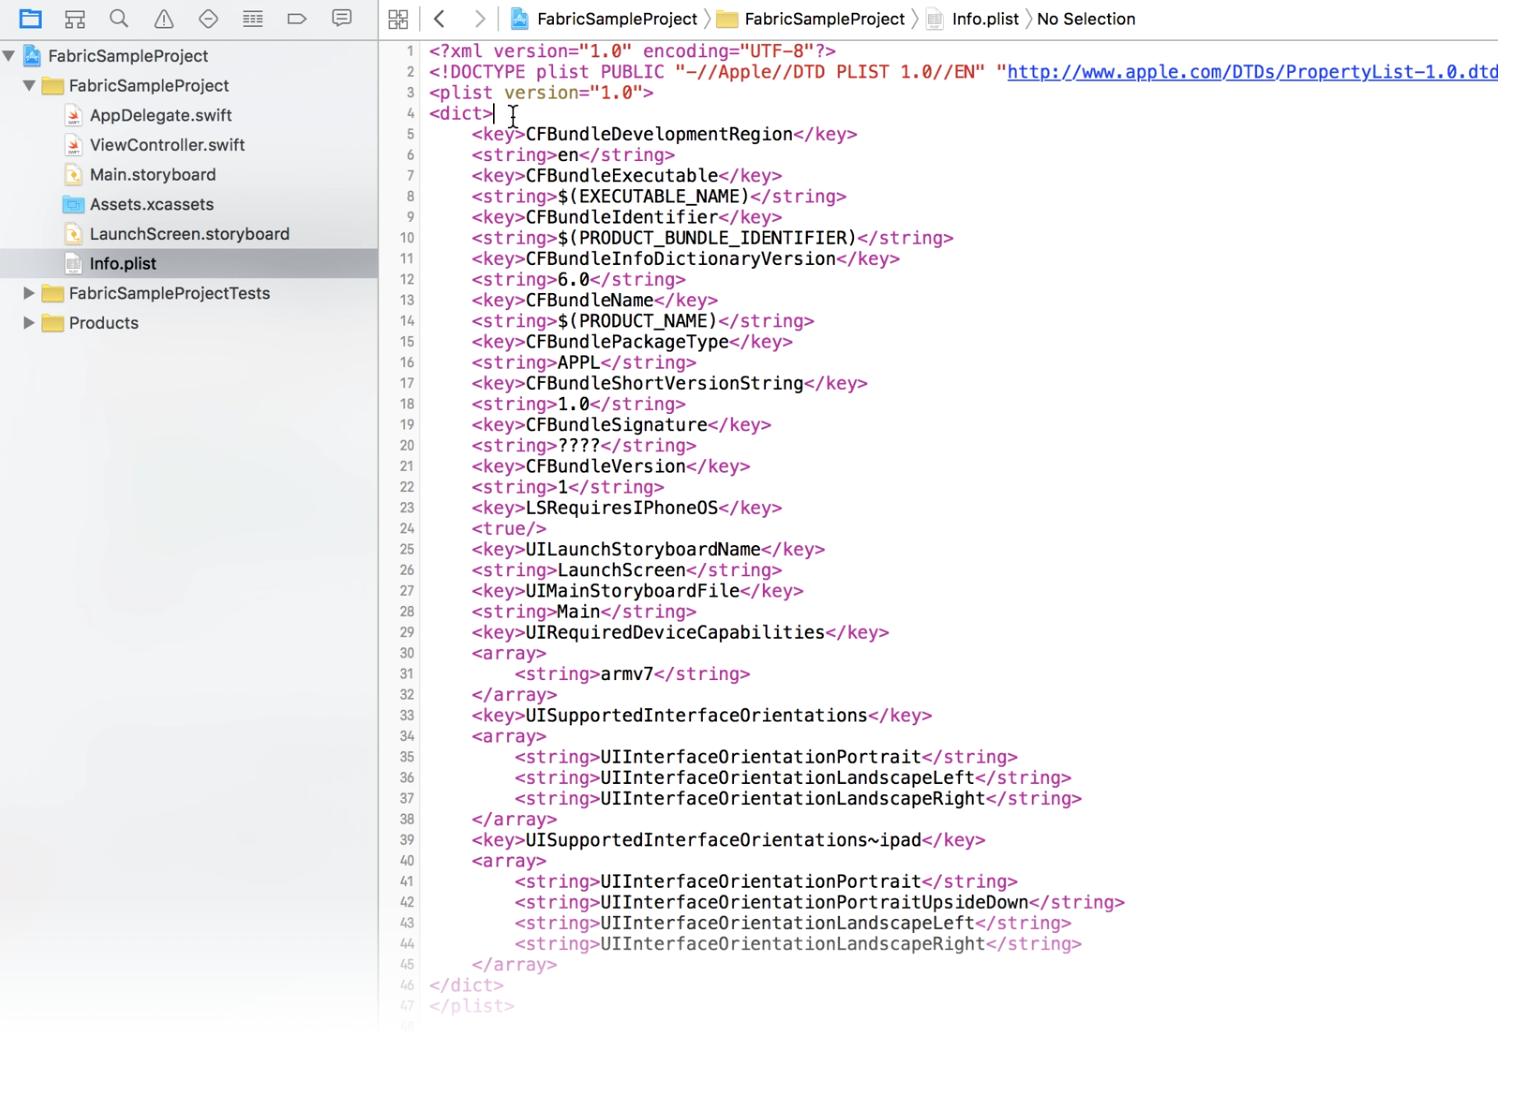 FabricSampleProject
FabricSampleProject
AppDelegate.swift
ViewController.swift
Main.storyboard
Assets.xcassets
LaunchScreen.storyboard
Info.plist
FabricSampleProjectTests
Products
FabricSampleProject FabricSampleProject Info.plist No Selection
1 <?xml version="1.0" encoding="UTF-8"?>
2 <!DOCTYPE plist PUBLIC "-//Apple//DTD PLIST 1.0//EN" "http://www.apple.com/DTDs/PropertyList-1.0.dtd
3 <plist version="1.0">
4 <dict>
5 <key>CFBundleDevelopmentRegion</key>
6 <string>en</string>
7 <key>CFBundleExecutable</key>
8 <string>$(EXECUTABLE_NAME)</string>
9 <key>CFBundleIdentifier</key>
10 <string>$(PRODUCT_BUNDLE_IDENTIFIER)</string>
11 <key>CFBundleInfoDictionaryVersion</key>
12 <string>6.0</string>
13 <key>CFBundleName</key>
14 <string>$(PRODUCT_NAME)</string>
15 <key>CFBundlePackageType</key>
16 <string>APPL</string>
17 <key>CFBundleShortVersionString</key>
18 <string>1.0</string>
19 <key>CFBundleSignature</key>
20 <string>????</string>
21 <key>CFBundleVersion</key>
22 <string>1</string>
23 <key>LSRequiresIPhoneOS</key>
24 <true/>
25 <key>UILaunchStoryboardName</key>
26 <string>LaunchScreen</string>
27 <key>UIMainStoryboardFile</key>
28 <string>Main</string>
29 <key>UIRequiredDeviceCapabilities</key>
30 <array>
31 <string>armv7</string>
32 </array>
33 <key>UISupportedInterfaceOrientations</key>
34 <array>
35 <string>UIInterfaceOrientationPortrait</string>
36 <string>UIInterfaceOrientationLandscapeLeft</string>
37 <string>UIInterfaceOrientationLandscapeRight</string>
38 </array>
39 <key>UISupportedInterfaceOrientations~ipad</key>
40 <array>
41 <string>UIInterfaceOrientationPortrait</string>
42 <string>UIInterfaceOrientationPortraitUpsideDown</string>
43 <string>UIInterfaceOrientationLandscapeLeft</string>
44 <string>UIInterfaceOrientationLandscapeRight</string>
45 </array>
46 </dict>
47 </plist>
48